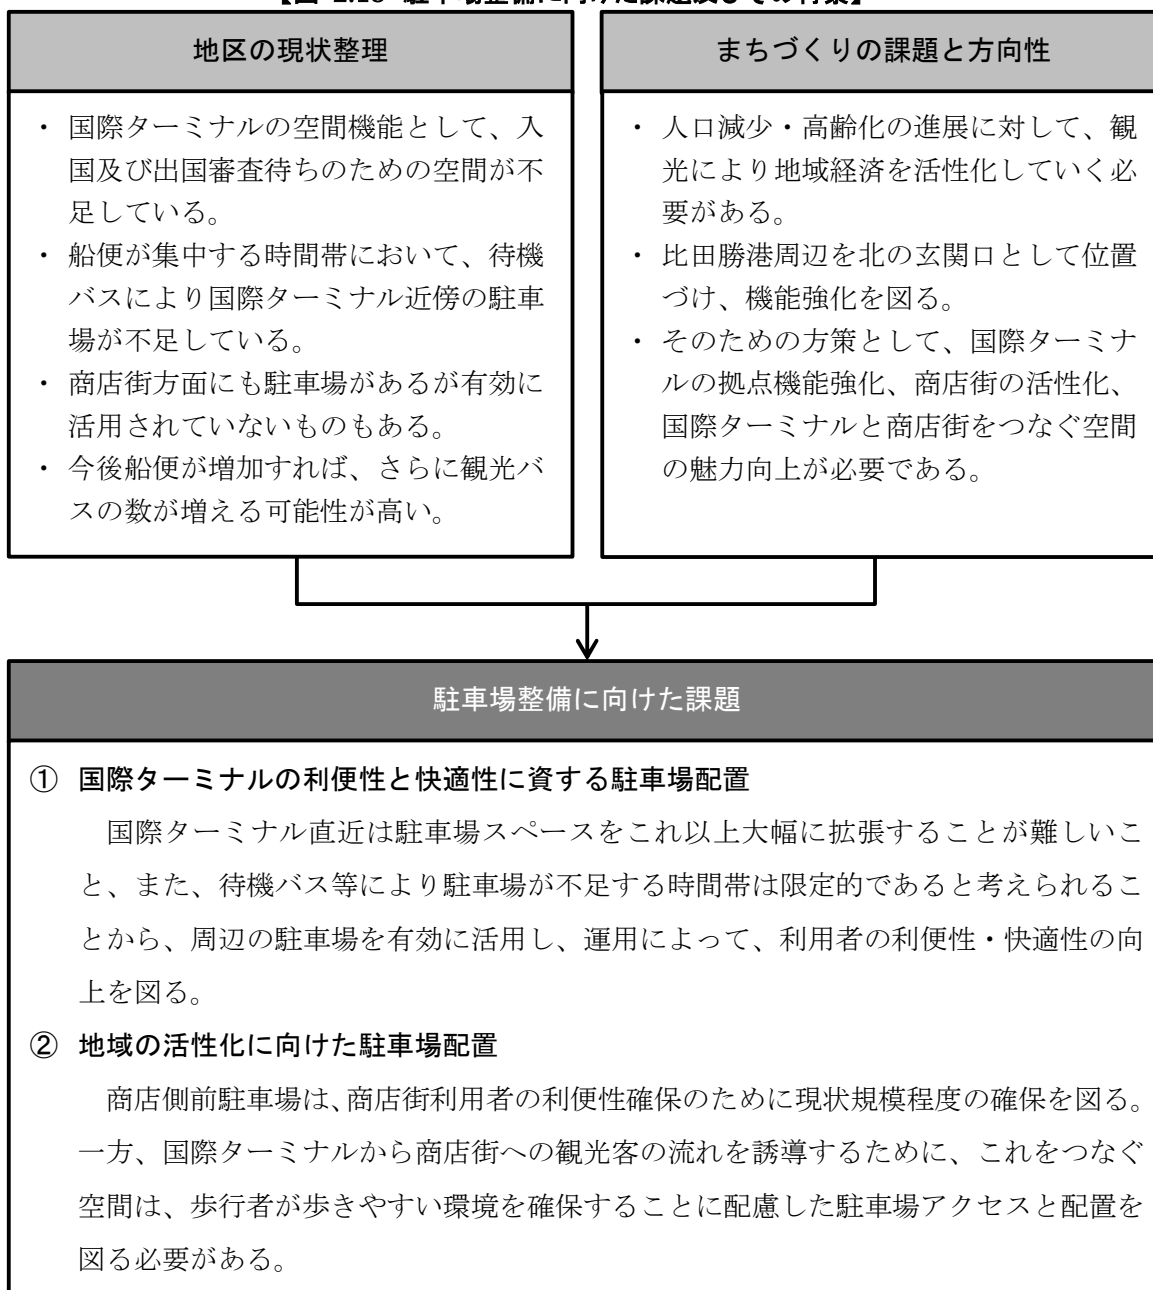 地区の現状整理
・ 国際ターミナルの空間機能として、入
国及び出国審査待ちのための空間が不
足している。
・ 船便が集中する時間帯において、待機
バスにより国際ターミナル近傍の駐車
場が不足している。
・ 商店街方面にも駐車場があるが有効に
活用されていないものもある。
・ 今後船便が増加すれば、さらに観光バ
スの数が増える可能性が高い。
まちづくりの課題と方向性
・ 人口減少・高齢化の進展に対して、観
光により地域経済を活性化していく必
要がある。
・ 比田勝港周辺を北の玄関口として位置
づけ、機能強化を図る。
・ そのための方策として、国際ターミナ
ルの拠点機能強化、商店街の活性化、
国際ターミナルと商店街をつなぐ空間
の魅力向上が必要である。
駐車場整備に向けた課題
① 国際ターミナルの利便性と快適性に資する駐車場配置
国際ターミナル直近は駐車場スペースをこれ以上大幅に拡張することが難しいこ
と、また、待機バス等により駐車場が不足する時間帯は限定的であると考えられるこ
とから、周辺の駐車場を有効に活用し、運用によって、利用者の利便性・快適性の向
上を図る。
② 地域の活性化に向けた駐車場配置
商店側前駐車場は、商店街利用者の利便性確保のために現状規模程度の確保を図る。
一方、国際ターミナルから商店街への観光客の流れを誘導するために、これをつなぐ
空間は、歩行者が歩きやすい環境を確保することに配慮した駐車場アクセスと配置を
図る必要がある。